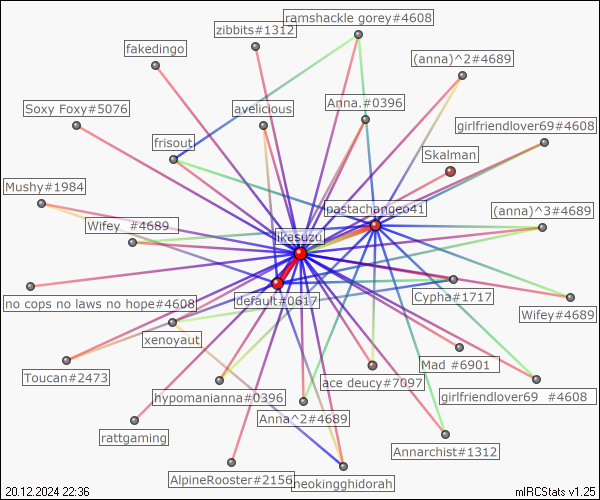 ramshackle gorey#4608
zibbits#1312
fakedingo
(anna)^2#4689
Soxy Foxy#5076
avelicious
Anna.#0396
girlfriendlover69#4608
frisout
Skalman
Mushy#1984
pastachangeo41
(anna)^3#4689
Wifey  #4689
ikasuzu
no cops no laws no hope#4608
default#0617
Cypha#1717
Wifey#4689
xenoyaut
Toucan#2473
Mad #6901
ace deucy#7097
hypomanianna#0396
girlfriendlover69  #4608
Anna^2#4689
rattgaming
Annarchist#1312
AlpineRooster#2156
neokingghidorah
20.12.2024 22:36
mIRCStats v1.25